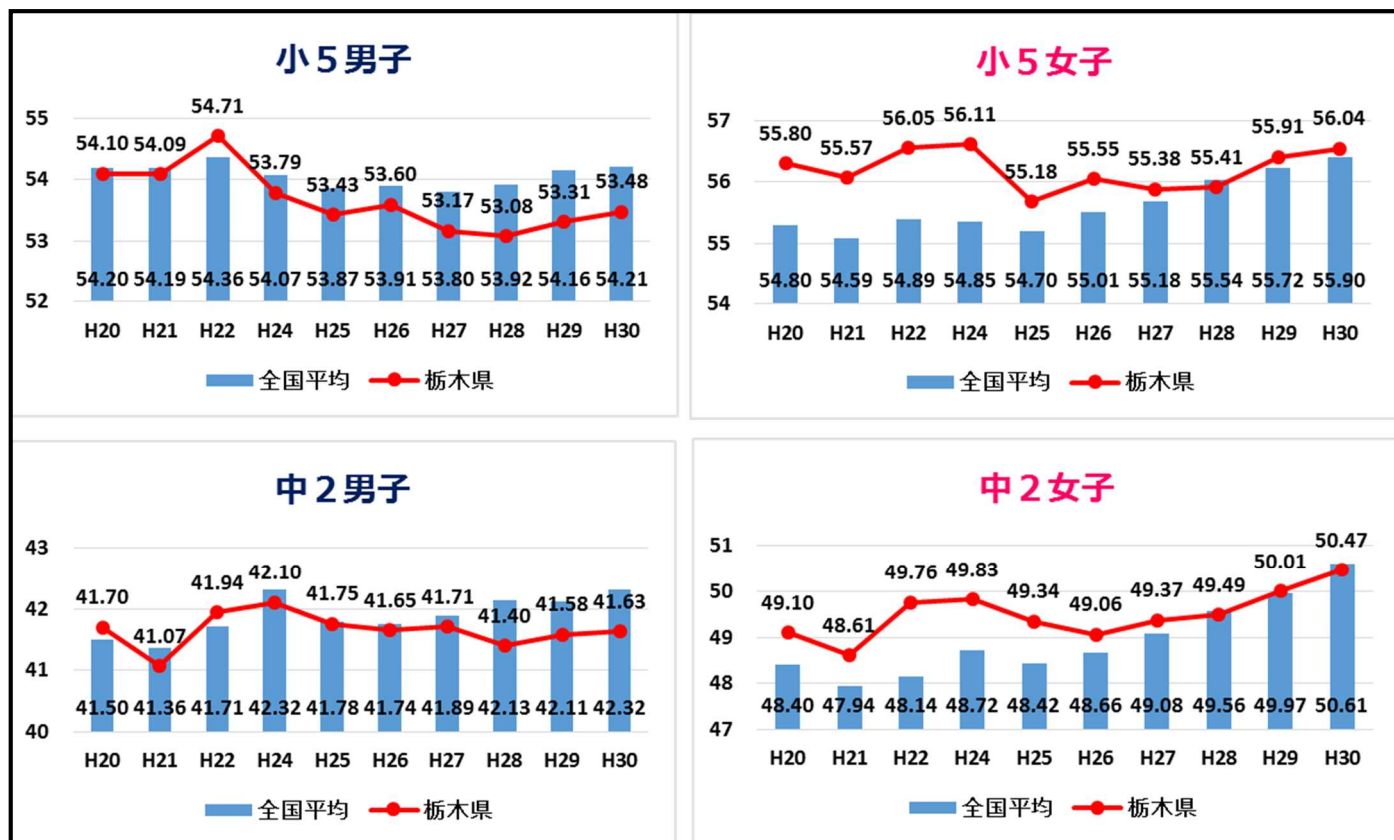 小５男子
54.71
55
54.10 54.09 53.79 53.43 53.60 53.17 53.08 53.31 53.48
54
53
54.20 54.19 54.36 54.07 53.87 53.91 53.80 53.92 54.16 54.21
52
H20 H21 H22 H24 H25 H26 H27 H28 H29 H30
全国平均 栃木県
小５女子
57
55.80 55.57 56.05 56.11 55.18 55.55 55.38 55.41 55.91 56.04
56
55
54.80 54.59 54.89 54.85 54.70 55.01 55.18 55.54 55.72 55.90
54
H20 H21 H22 H24 H25 H26 H27 H28 H29 H30
全国平均 栃木県
中２男子
43
41.70 41.07 41.94 42.10 41.75 41.65 41.71 41.40 41.58 41.63
42
41
41.50 41.36 41.71 42.32 41.78 41.74 41.89 42.13 42.11 42.32
40
H20 H21 H22 H24 H25 H26 H27 H28 H29 H30
全国平均 栃木県
中２女子
51
49.10 48.61 49.76 49.83 49.34 49.06 49.37 49.49 50.01 50.47
50
49
48
48.40 47.94 48.14 48.72 48.42 48.66 49.08 49.56 49.97 50.61
47
H20 H21 H22 H24 H25 H26 H27 H28 H29 H30
全国平均 栃木県